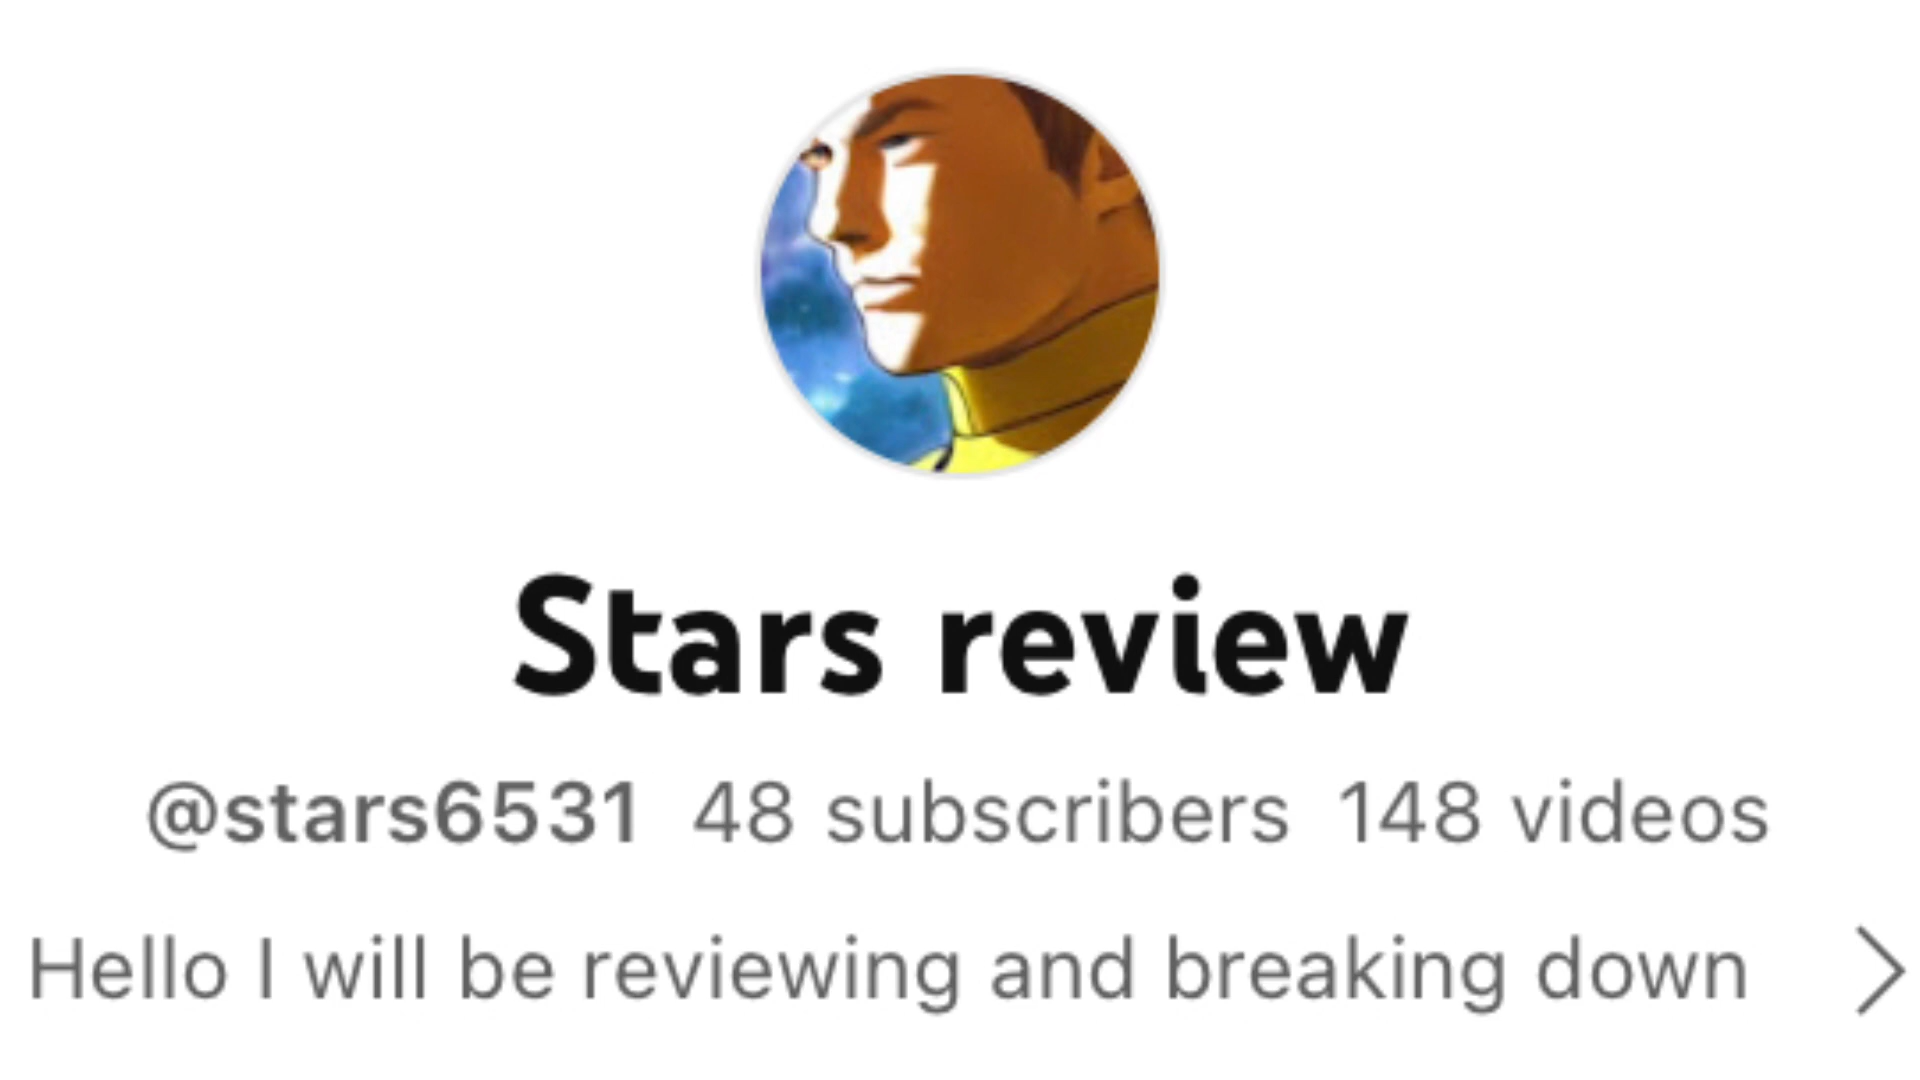 Stars review
@stars6531 48 subscribers 148 videos
Hello I will be reviewing and breaking down